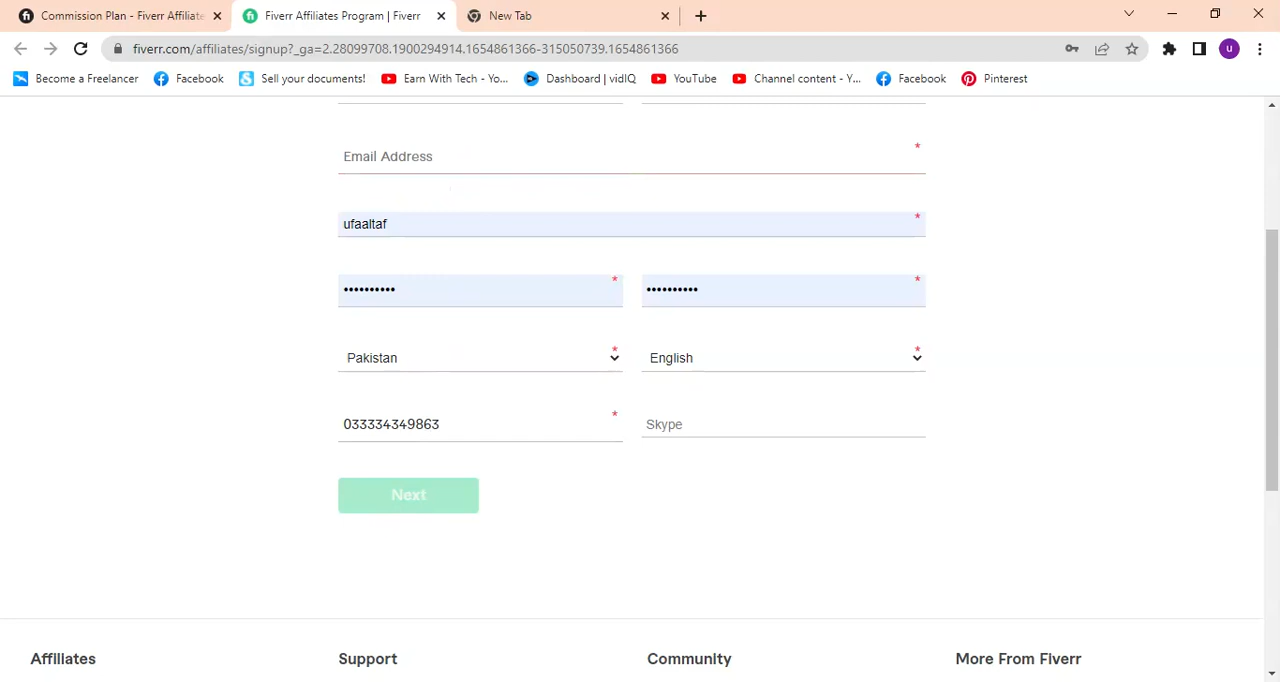 Commission Plan - Fiverr Affiliate
Fiverr Affiliates Program | Fiverr
New Tab
fiverr.com/affiliates/signup?_ga=2.28099708.1900294914.1654861366-315050739.1654861366
u
Become a Freelancer
Facebook
Sell your documents!
Earn With Tech - Yo...
Dashboard | vidIQ
YouTube
Channel content - Y...
Facebook
Pinterest
Email Address *
ufaaltaf *
•••••••••• * •••••••••• *
Pakistan * English *
033334349863 * Skype
Next
Affiliates Support Community More From Fiverr